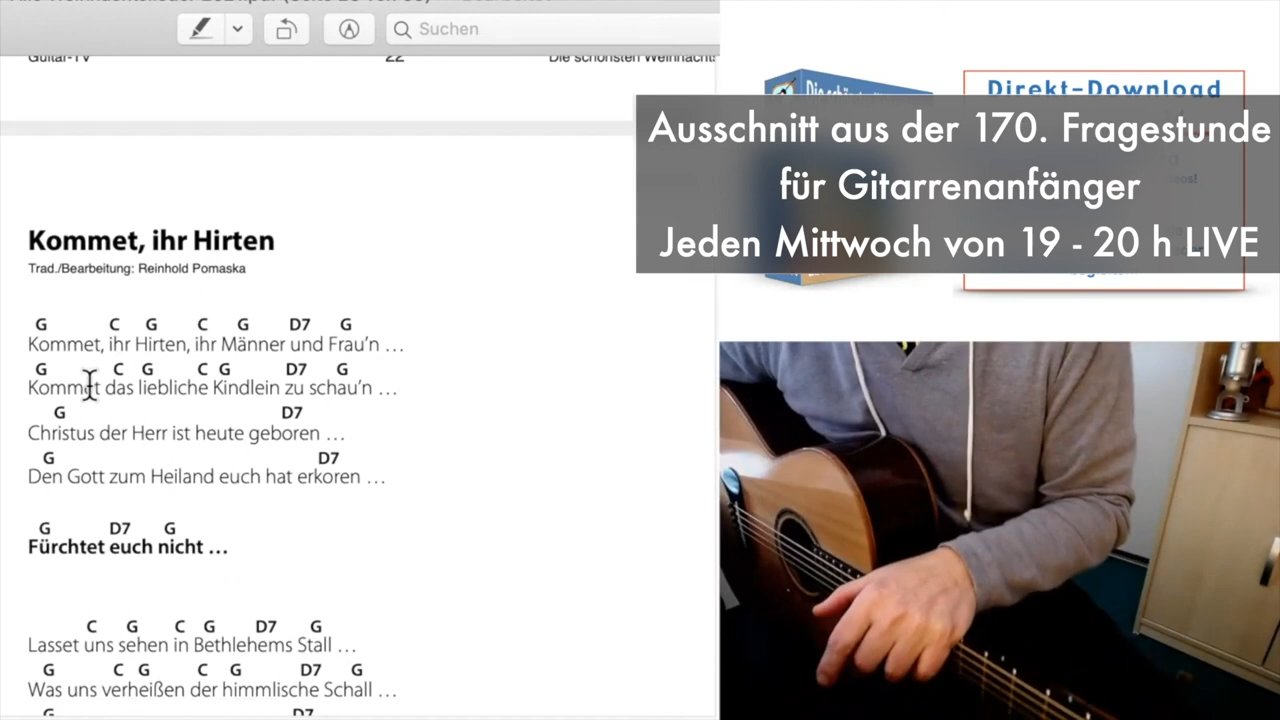 Suchen
Guitar-TV 22
Direkt-Download
Ausschnitt aus der 170. Fragestunde
für Gitarrenanfänger
Jeden Mittwoch von 19 - 20 h LIVE
Kommet, ihr Hirten
Trad./Bearbeitung: Reinhold Pomaska
G C G C G D7 G
Kommet, ihr Hirten, ihr Männer und Frau’n …
G C G C G D7 G
Kommet das liebliche Kindlein zu schau’n …
G D7
Christus der Herr ist heute geboren …
G D7
Den Gott zum Heiland euch hat erkoren …
G D7 G
Fürchtet euch nicht …
C G C G D7 G
Lasset uns sehen in Bethlehems Stall …
G C G C G D7 G
Was uns verheißen der himmlische Schall …
G D7